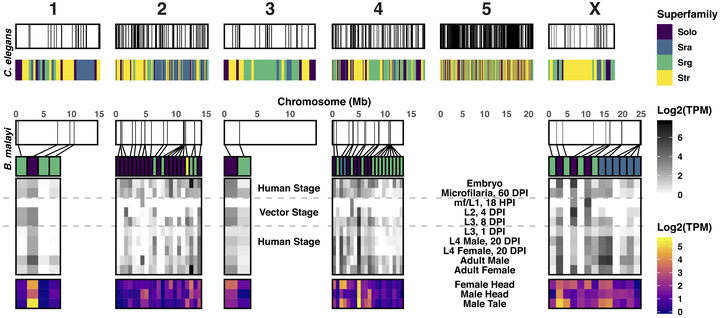 1 2 3 4 5 X
C. elegans
Superfamily
Solo
Sra
Srg
Str
Chromosome (Mb)
0 5 10 15 0 5 10 15 0 5 10 0 5 10 15 0 5 10 15 20 0 5 10 15 20 25
B. malayi
Log2(TPM)
6
4
2
0
Human Stage
Vector Stage
Human Stage
Embryo
Microfilaria, 60 DPI
mf/L1, 18 HPI
L2, 4 DPI
L3, 8 DPI
L3, 1 DPI
L4 Male, 20 DPI
L4 Female, 20 DPI
Adult Male
Adult Female
Female Head
Male Head
Male Tale
Log2(TPM)
5
4
3
2
1
0